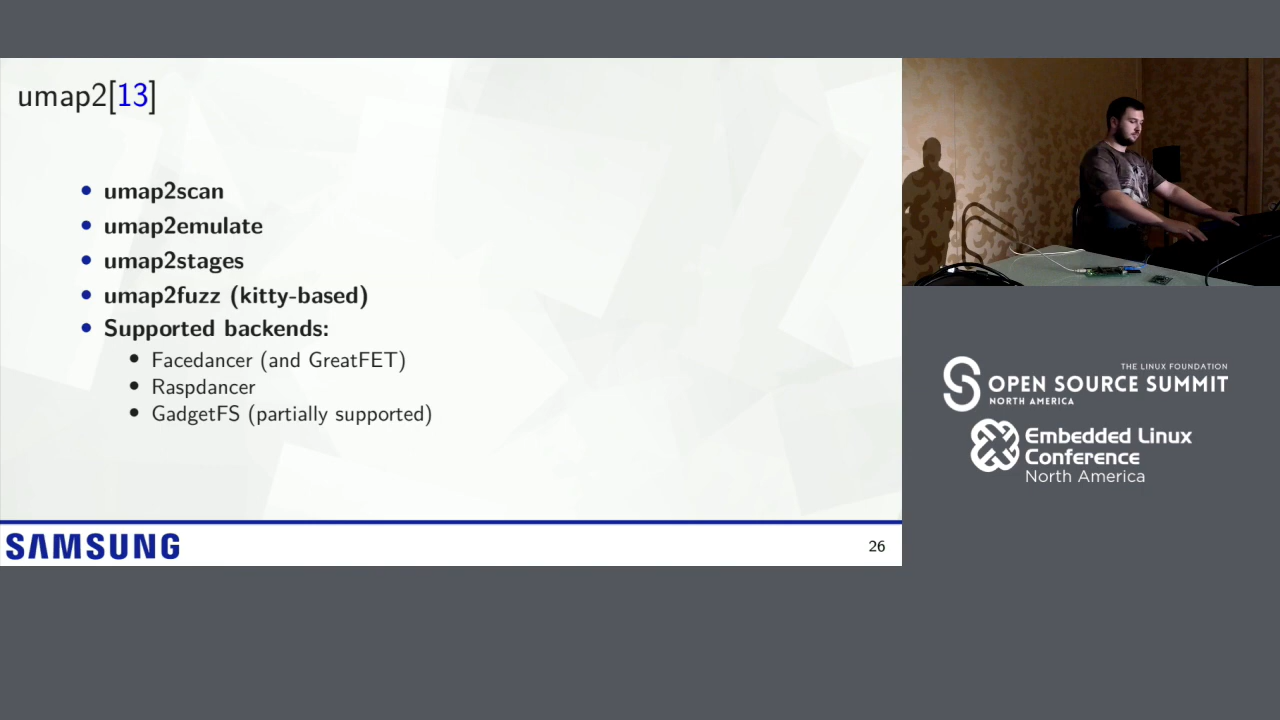 umap2[13]
umap2scan
umap2emulate
umap2stages
umap2fuzz (kitty-based)
Supported backends:
Facedancer (and GreatFET)
Raspdancer
GadgetFS (partially supported)
SAMSUNG
26
THE LINUX FOUNDATION
OPEN SOURCE SUMMIT
NORTH AMERICA
Embedded Linux
Conference
North America